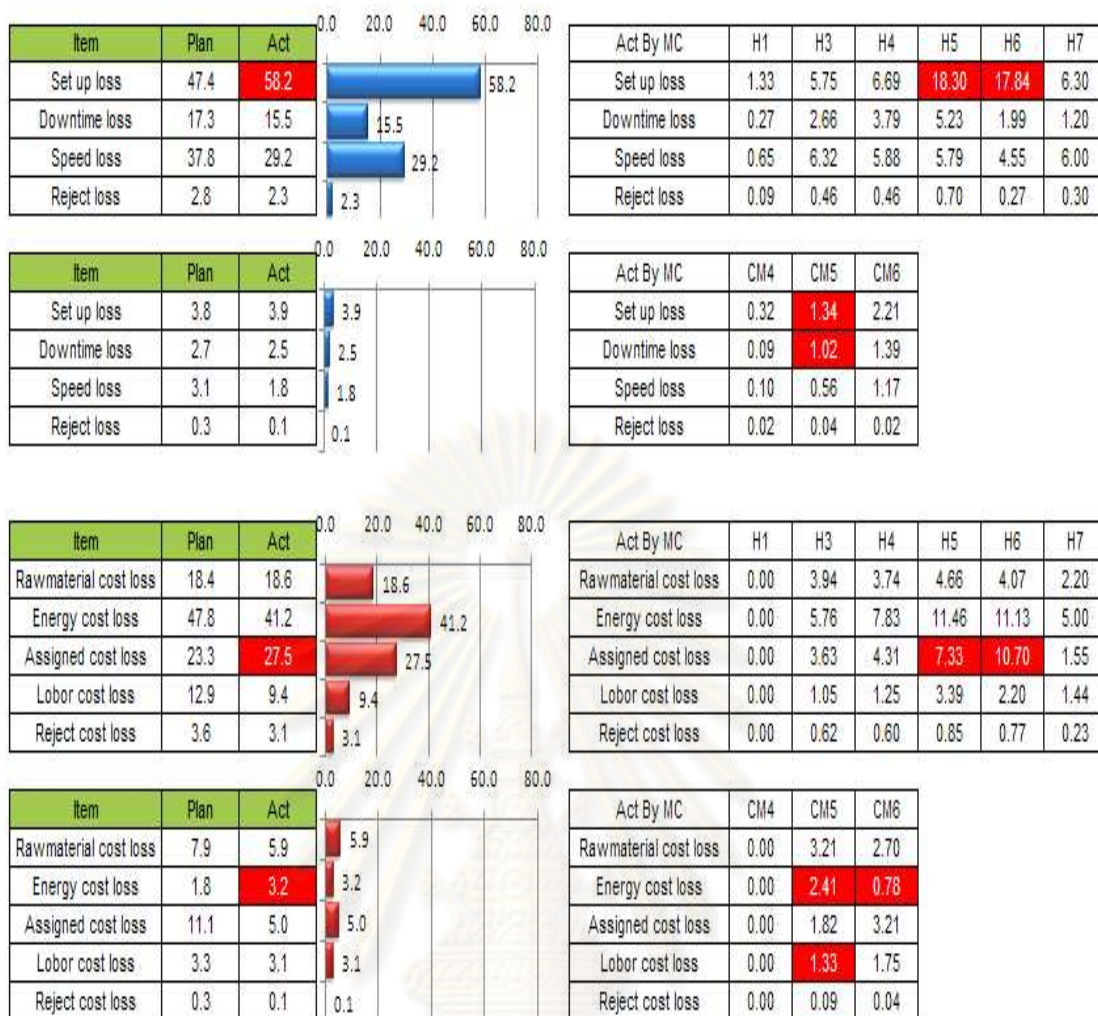 0.0 20.0 40.0 60.0 80.0
Item Plan Act
Set up loss 47.4 58.2
Downtime loss 17.3 15.5
Speed loss 37.8 29.2
Reject loss 2.8 2.3
58.2
15.5
29.2
2.3
Act By MC H1 H3 H4 H5 H6 H7
Set up loss 1.33 5.75 6.69 18.30 17.84 6.30
Downtime loss 0.27 2.66 3.79 5.23 1.99 1.20
Speed loss 0.65 6.32 5.88 5.79 4.55 6.00
Reject loss 0.09 0.46 0.46 0.70 0.27 0.30
0.0 20.0 40.0 60.0 80.0
Item Plan Act
Set up loss 3.8 3.9
Downtime loss 2.7 2.5
Speed loss 3.1 1.8
Reject loss 0.3 0.1
3.9
2.5
1.8
0.1
Act By MC CM4 CM5 CM6
Set up loss 0.32 1.34 2.21
Downtime loss 0.09 1.02 1.39
Speed loss 0.10 0.56 1.17
Reject loss 0.02 0.04 0.02
0.0 20.0 40.0 60.0 80.0
Item Plan Act
Rawmaterial cost loss 18.4 18.6
Energy cost loss 47.8 41.2
Assigned cost loss 23.3 27.5
Lobor cost loss 12.9 9.4
Reject cost loss 3.6 3.1
18.6
41.2
27.5
9.4
3.1
Act By MC H1 H3 H4 H5 H6 H7
Rawmaterial cost loss 0.00 3.94 3.74 4.66 4.07 2.20
Energy cost loss 0.00 5.76 7.83 11.46 11.13 5.00
Assigned cost loss 0.00 3.63 4.31 7.33 10.70 1.55
Lobor cost loss 0.00 1.05 1.25 3.39 2.20 1.44
Reject cost loss 0.00 0.62 0.60 0.85 0.77 0.23
0.0 20.0 40.0 60.0 80.0
Item Plan Act
Rawmaterial cost loss 7.9 5.9
Energy cost loss 1.8 3.2
Assigned cost loss 11.1 5.0
Lobor cost loss 3.3 3.1
Reject cost loss 0.3 0.1
5.9
3.2
5.0
3.1
0.1
Act By MC CM4 CM5 CM6
Rawmaterial cost loss 0.00 3.21 2.70
Energy cost loss 0.00 2.41 0.78
Assigned cost loss 0.00 1.82 3.21
Lobor cost loss 0.00 1.33 1.75
Reject cost loss 0.00 0.09 0.04